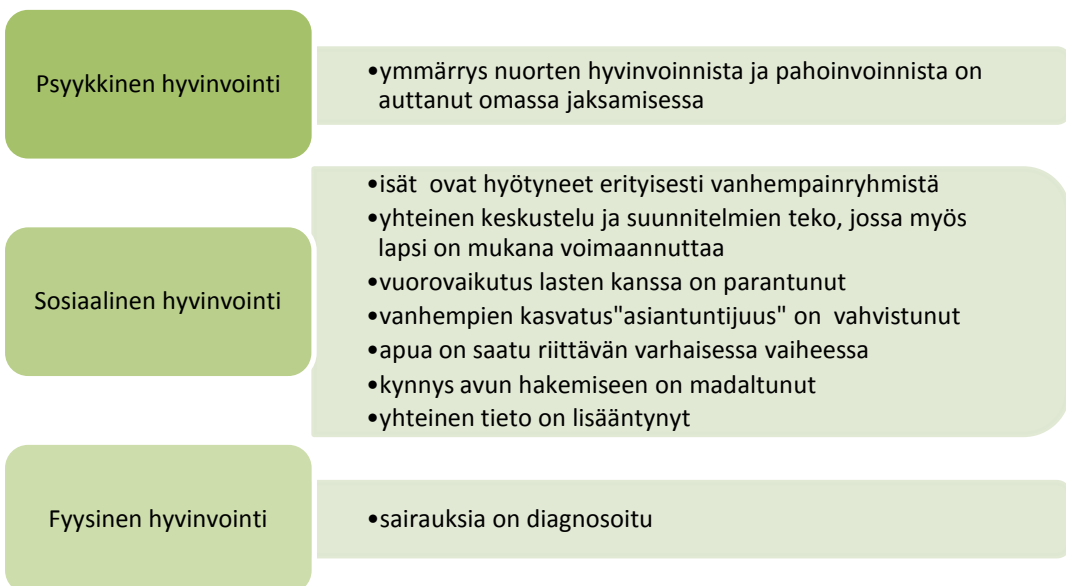 Psyykkinen hyvinvointi
•ymmärrys nuorten hyvinvoinnista ja pahoinvoinnista on
auttanut omassa jaksamisessa
Sosiaalinen hyvinvointi
•isät ovat hyötyneet erityisesti vanhempainryhmistä
•yhteinen keskustelu ja suunnitelmien teko, jossa myös
lapsi on mukana voimaannuttaa
•vuorovaikutus lasten kanssa on parantunut
•vanhempien kasvatus"asiantuntijuus" on vahvistunut
•apua on saatu riittävän varhaisessa vaiheessa
•kynnys avun hakemiseen on madaltunut
•yhteinen tieto on lisääntynyt
Fyysinen hyvinvointi
•sairauksia on diagnosoitu